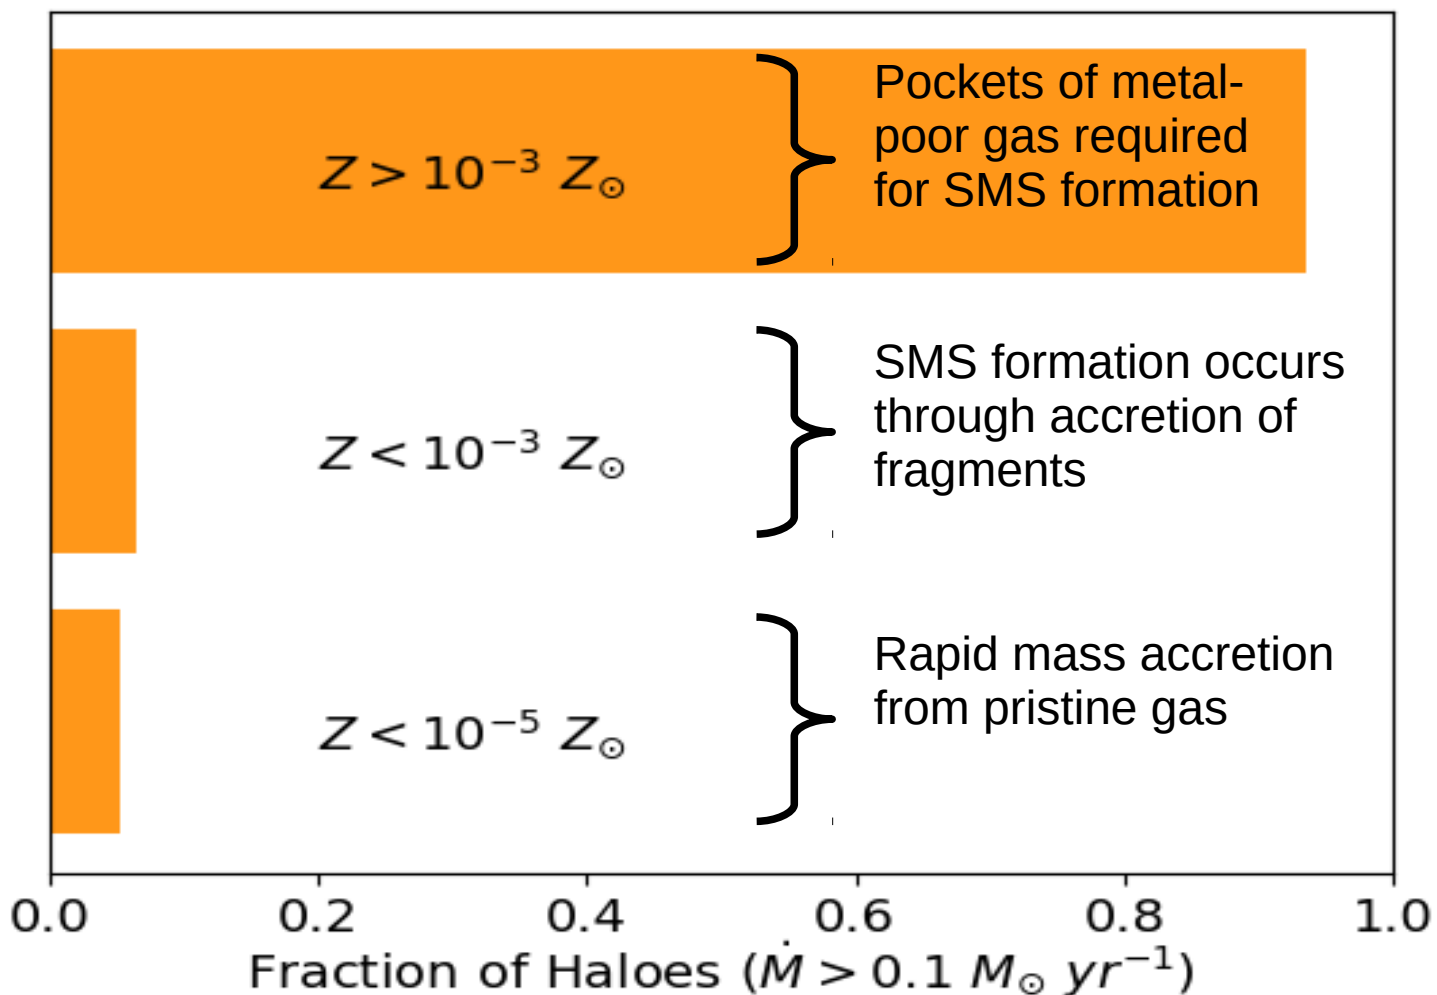 Pockets of metal-
poor gas required
for SMS formation
Z > 10⁻³ Z☉
SMS formation occurs
through accretion of
fragments
Z < 10⁻³ Z☉
Rapid mass accretion
from pristine gas
Z < 10⁻⁵ Z☉
0.0 0.2 0.4 0.6 0.8 1.0
Fraction of Haloes (Ṁ > 0.1 M☉ yr⁻¹)